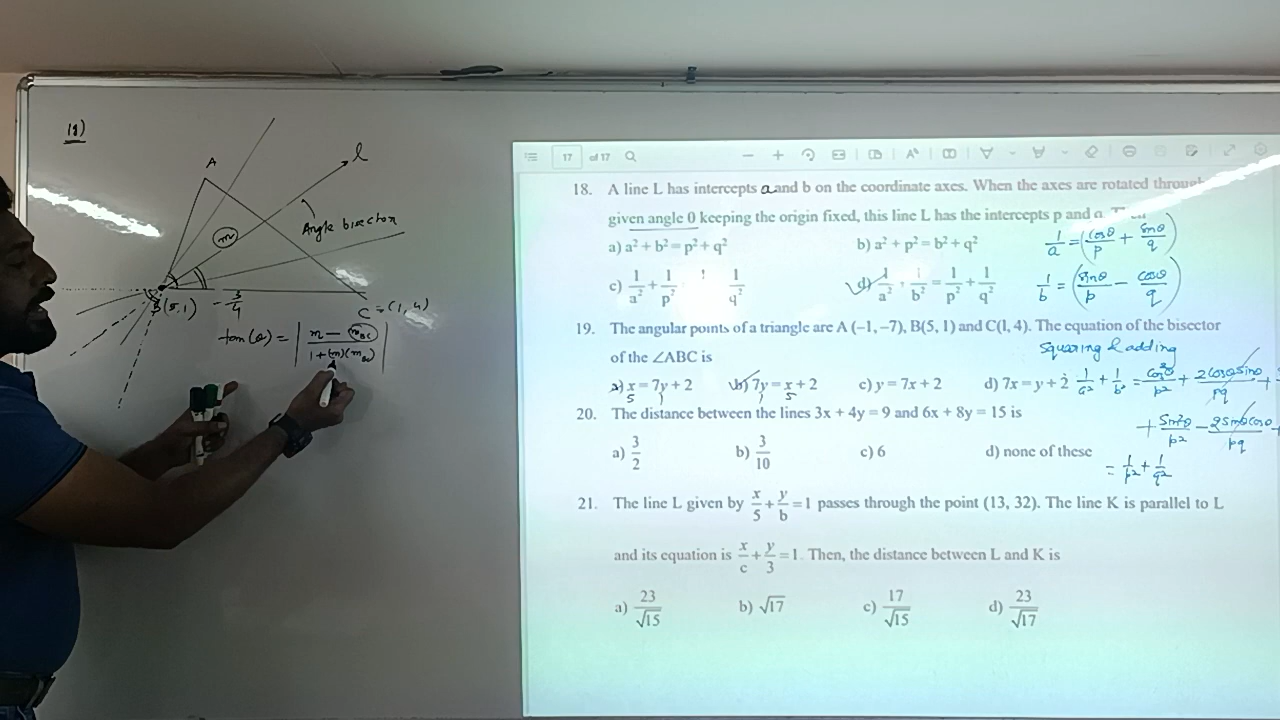 19)
A
l
Angle bisector
m
B(5,1) -3/4
C=(1,4)
tan(θ) = | m - m_BC / 1+(m)(m_BC) |
17 of 17
18. A line L has intercepts a and b on the coordinate axes. When the axes are rotated through
given angle θ keeping the origin fixed, this line L has the intercepts p and q.
a) a² + b² = p² + q² b) a² + p² = b² + q² 1/a = (cosθ/p + sinθ/q)
c) 1/a² + 1/p² 1/q² d) 1/a² + 1/b² = 1/p² + 1/q² 1/b = (sinθ/p - cosθ/q)
19. The angular points of a triangle are A (−1, −7), B(5, 1) and C(1, 4). The equation of the bisector
of the ∠ABC is
squaring & adding
a) x = 7y + 2 b) 7y = x + 2 c) y = 7x + 2 d) 7x = y + 2 1/a² + 1/b² = cos²θ/p² + 2cosθsinθ/pq +
20. The distance between the lines 3x + 4y = 9 and 6x + 8y = 15 is
+ sin²θ/p² - 2sinθcosθ/pq +
a) 3/2 b) 3/10 c) 6 d) none of these
= 1/p² + 1/q²
21. The line L given by x/5 + y/b = 1 passes through the point (13, 32). The line K is parallel to L
and its equation is x/c + y/3 = 1. Then, the distance between L and K is
a) 23/√15 b) √17 c) 17/√15 d) 23/√17